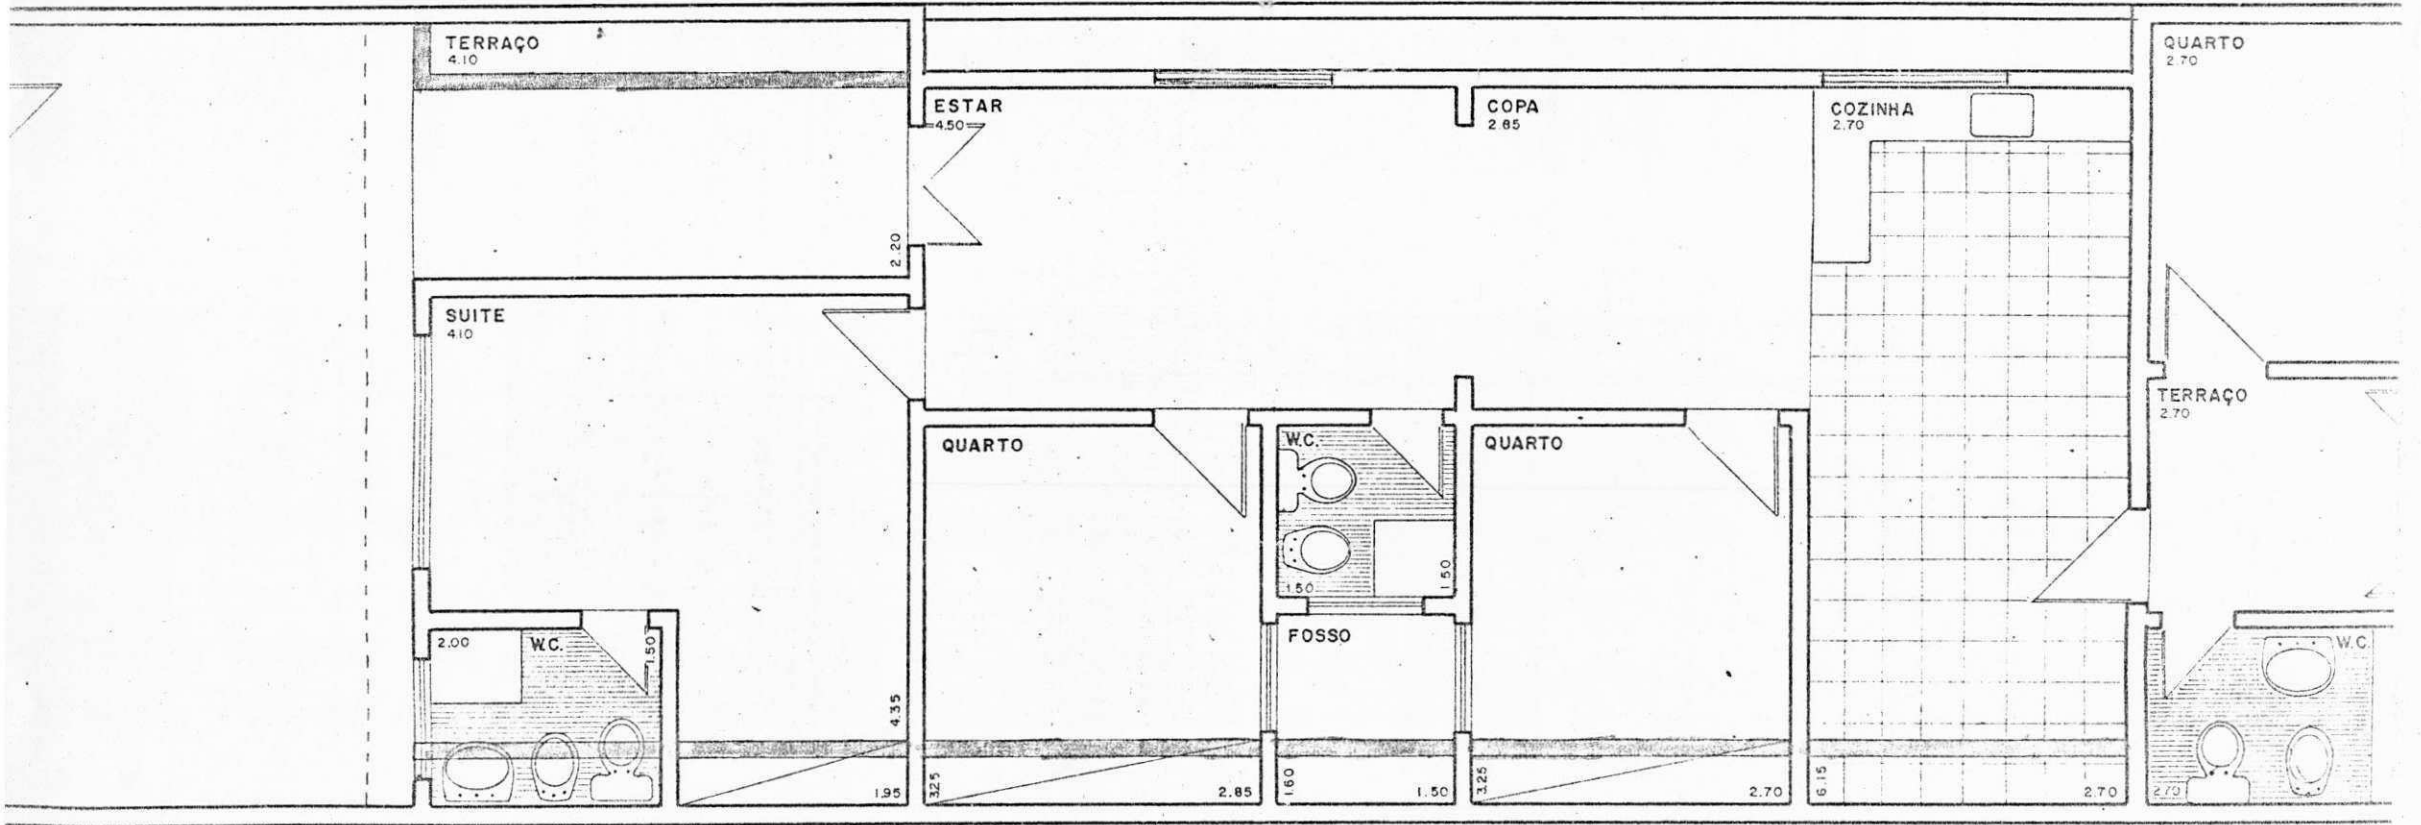 TERRAÇO
4.10
2.20
ESTAR
4.50
COPA
2.85
COZINHA
2.70
QUARTO
2.70
SUITE
4.10
4.35
1.95
2.00
W.C.
1.50
QUARTO
3.25
2.85
W.C.
1.50
1.50
FOSSO
1.60
1.50
QUARTO
3.25
2.70
6.15
2.70
TERRAÇO
2.70
W.C.
2.70